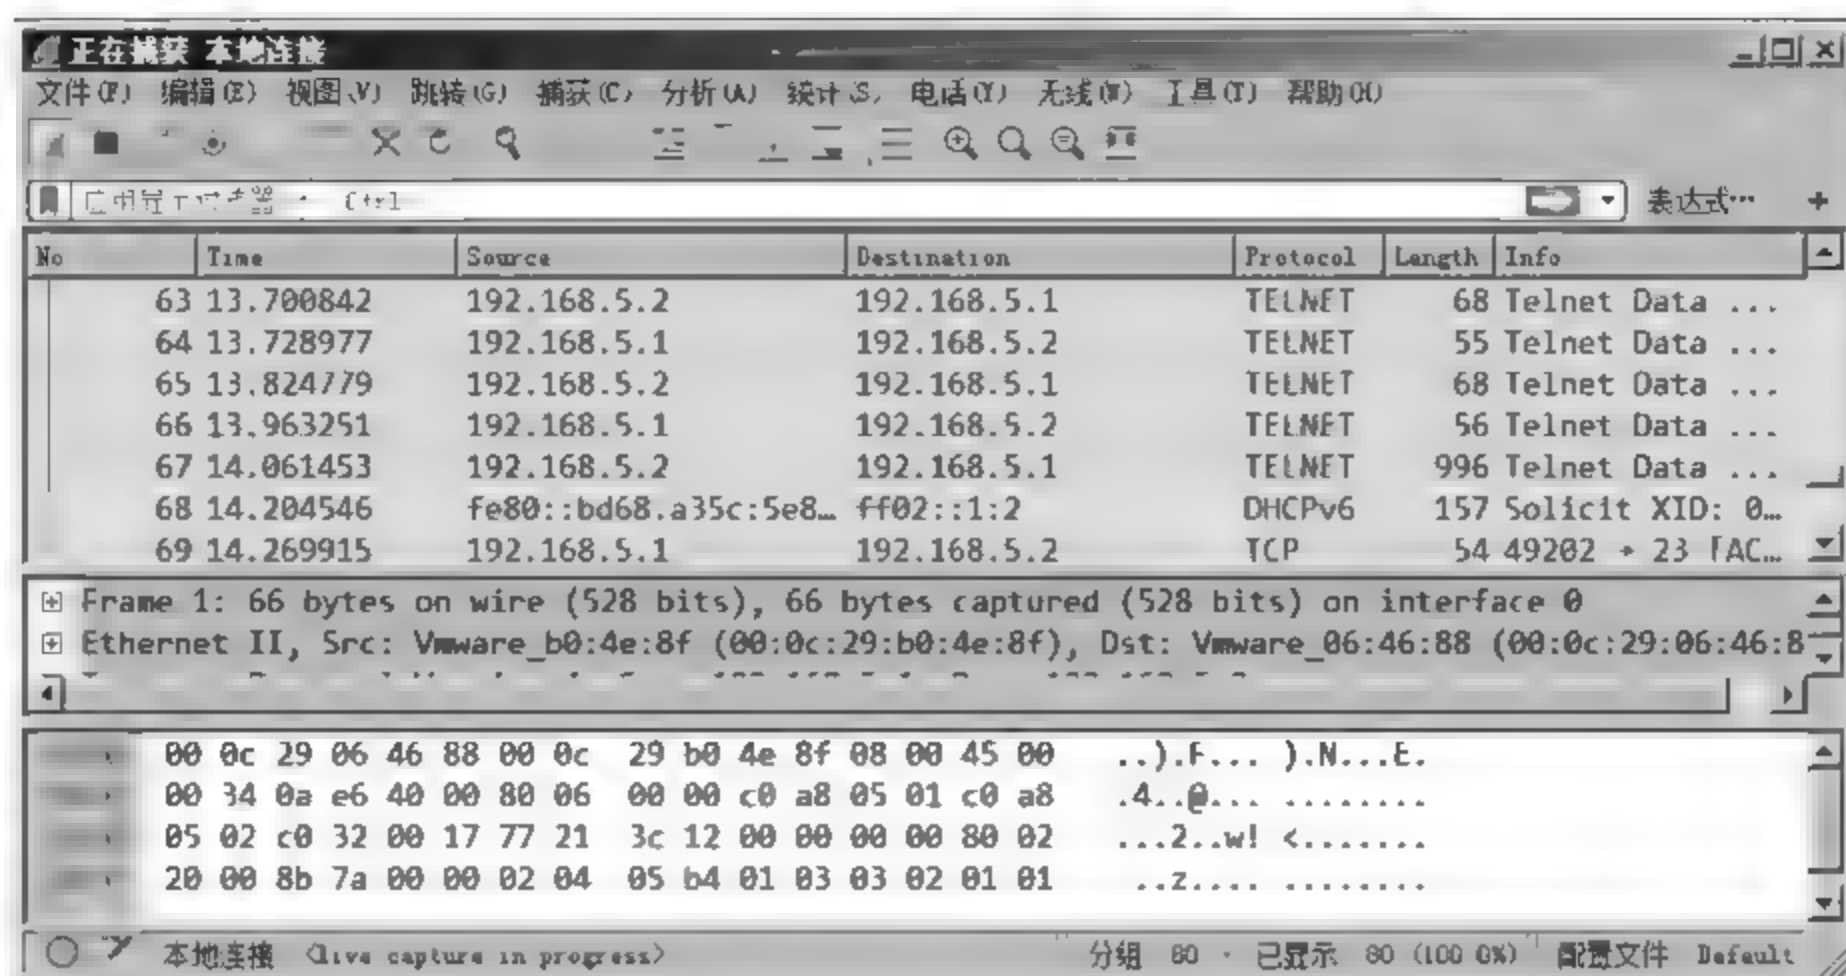 正在捕获 本地连接
文件(F) 编辑(E) 视图(V) 跳转(G) 捕获(C) 分析(A) 统计(S) 电话(Y) 无线(W) 工具(T) 帮助(H)
Ctrl 表达式… +
No Time Source Destination Protocol Length Info
63 13.700842 192.168.5.2 192.168.5.1 TELNET 68 Telnet Data ...
64 13.728977 192.168.5.1 192.168.5.2 TELNET 55 Telnet Data ...
65 13.824779 192.168.5.2 192.168.5.1 TELNET 68 Telnet Data ...
66 13.963251 192.168.5.1 192.168.5.2 TELNET 56 Telnet Data ...
67 14.061453 192.168.5.2 192.168.5.1 TELNET 996 Telnet Data ...
68 14.204546 fe80::bd68:a35c:5e8… ff02::1:2 DHCPv6 157 Solicit XID: 0…
69 14.269915 192.168.5.1 192.168.5.2 TCP 54 49202 → 23 [AC…
Frame 1: 66 bytes on wire (528 bits), 66 bytes captured (528 bits) on interface 0
Ethernet II, Src: Vmware_b0:4e:8f (00:0c:29:b0:4e:8f), Dst: Vmware_06:46:88 (00:0c:29:06:46:8
00 0c 29 06 46 88 00 0c 29 b0 4e 8f 08 00 45 00 ..).F... ).N...E.
00 34 0a e6 40 00 80 06 00 00 c0 a8 05 01 c0 a8 .4..@... ........
05 02 c0 32 00 17 77 21 3c 12 00 00 00 00 80 02 ...2..w! <.......
20 00 8b 7a 00 00 02 04 05 b4 01 03 03 02 01 01 ..z.... ........
本地连接 <live capture in progress> 分组 80 · 已显示 80 (100 0%) 配置文件 Default